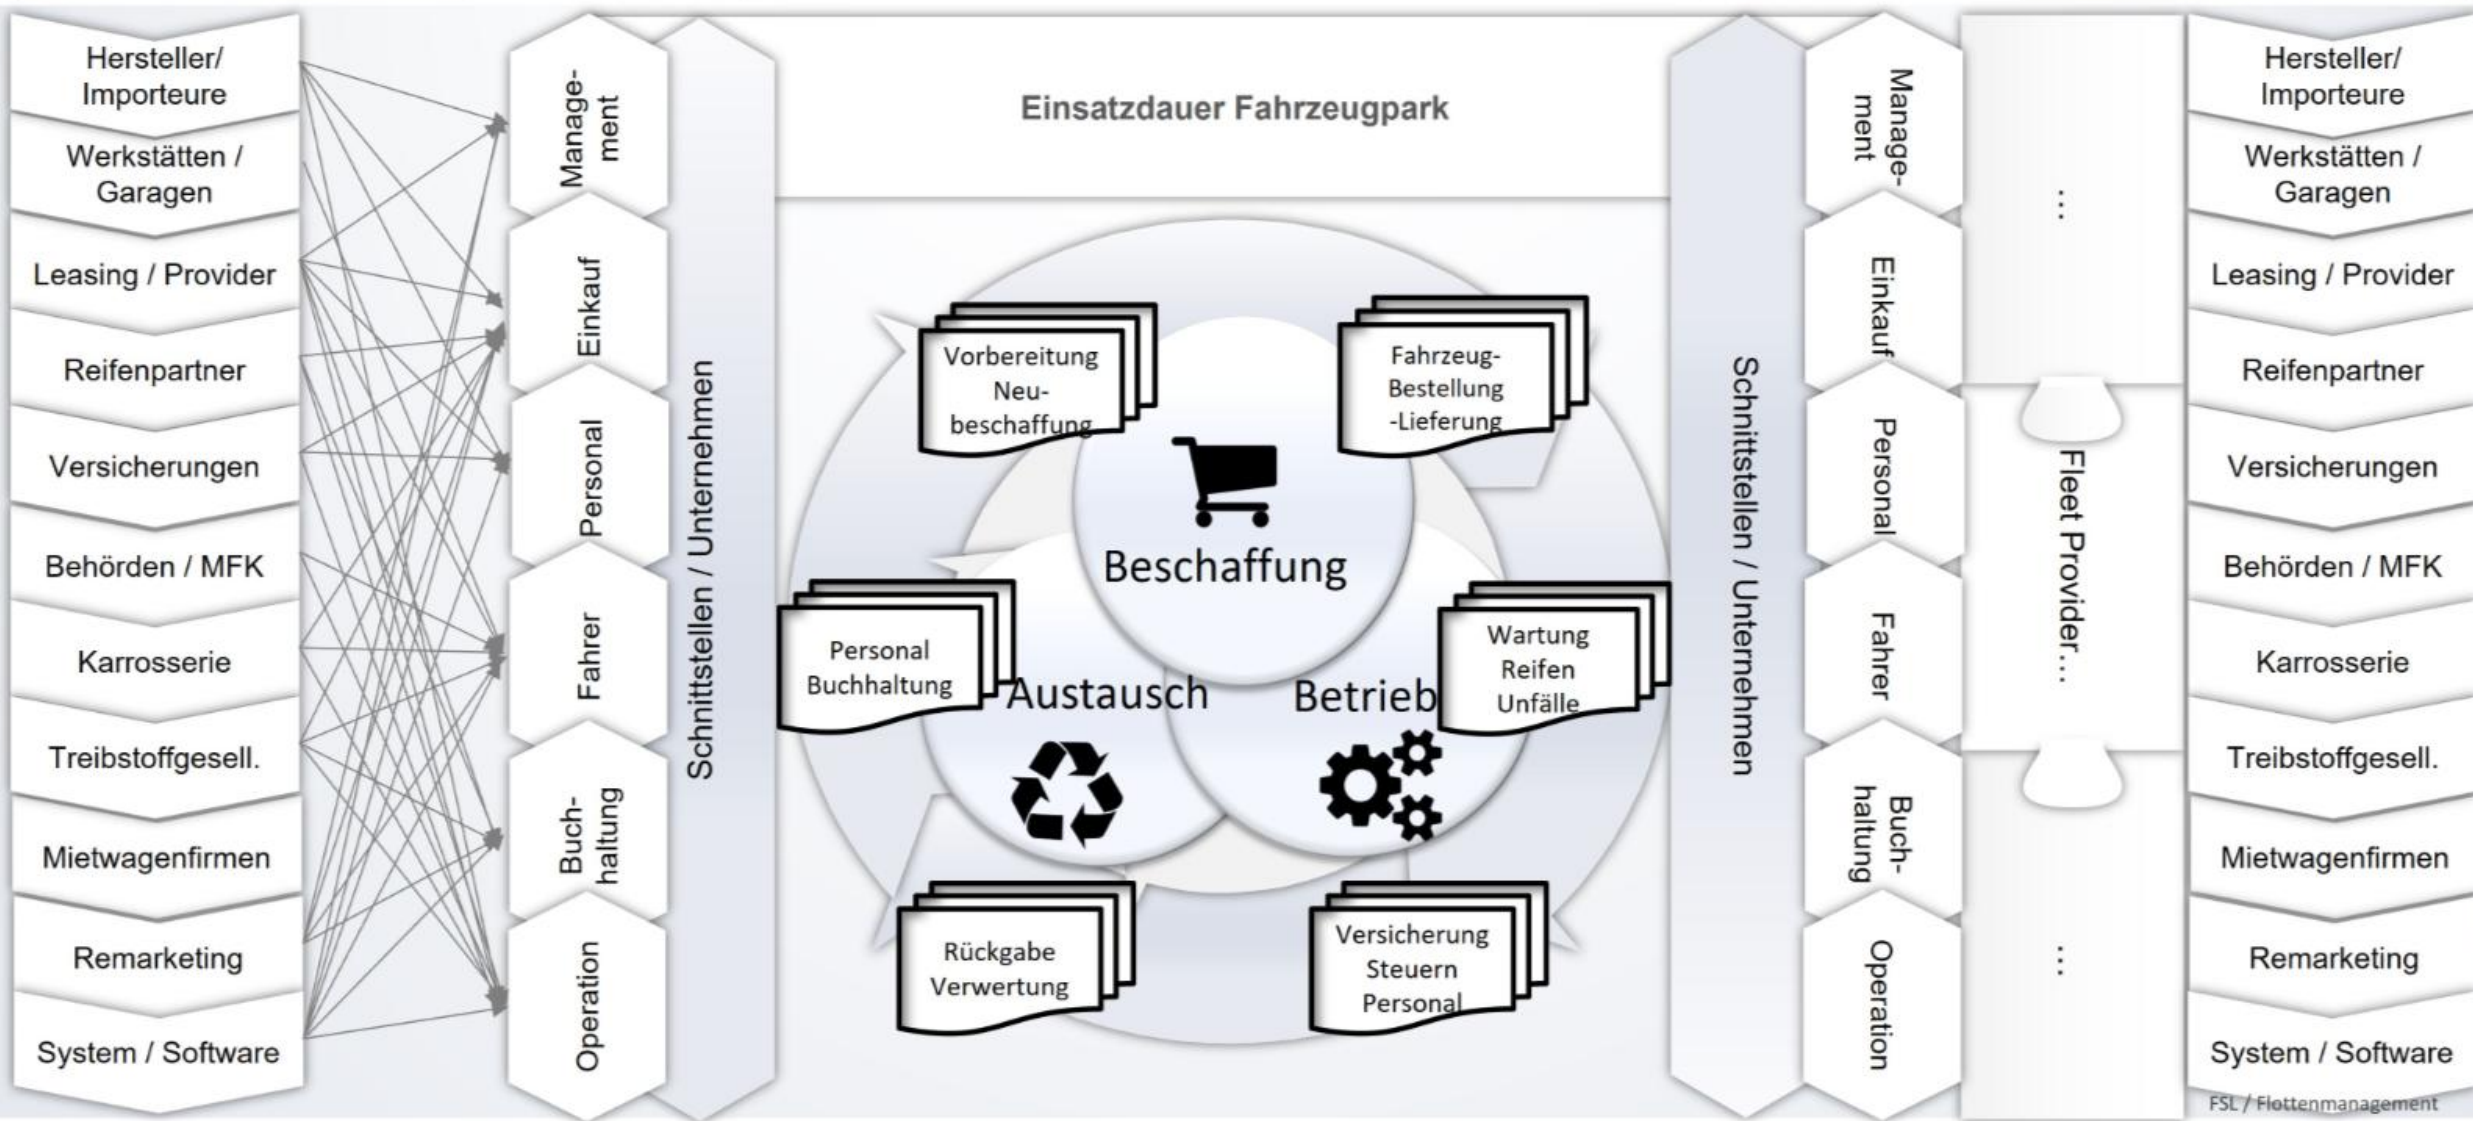 Hersteller/
Importeure
Werkstätten /
Garagen
Leasing / Provider
Reifenpartner
Versicherungen
Behörden / MFK
Karrosserie
Treibstoffgesell.
Mietwagenfirmen
Remarketing
System / Software
Manage-
ment
Einkauf
Personal
Fahrer
Buch-
haltung
Operation
Schnittstellen / Unternehmen
Einsatzdauer Fahrzeugpark
Vorbereitung
Neu-
beschaffung
Fahrzeug-
Bestellung
-Lieferung
Beschaffung
Personal
Buchhaltung
Wartung
Reifen
Unfälle
Austausch
Betrieb
Rückgabe
Verwertung
Versicherung
Steuern
Personal
Schnittstellen / Unternehmen
Manage-
ment
Einkauf
Personal
Fahrer
Buch-
haltung
Operation
...
Fleet Provider...
...
Hersteller/
Importeure
Werkstätten /
Garagen
Leasing / Provider
Reifenpartner
Versicherungen
Behörden / MFK
Karrosserie
Treibstoffgesell.
Mietwagenfirmen
Remarketing
System / Software
FSL / Flottenmanagement